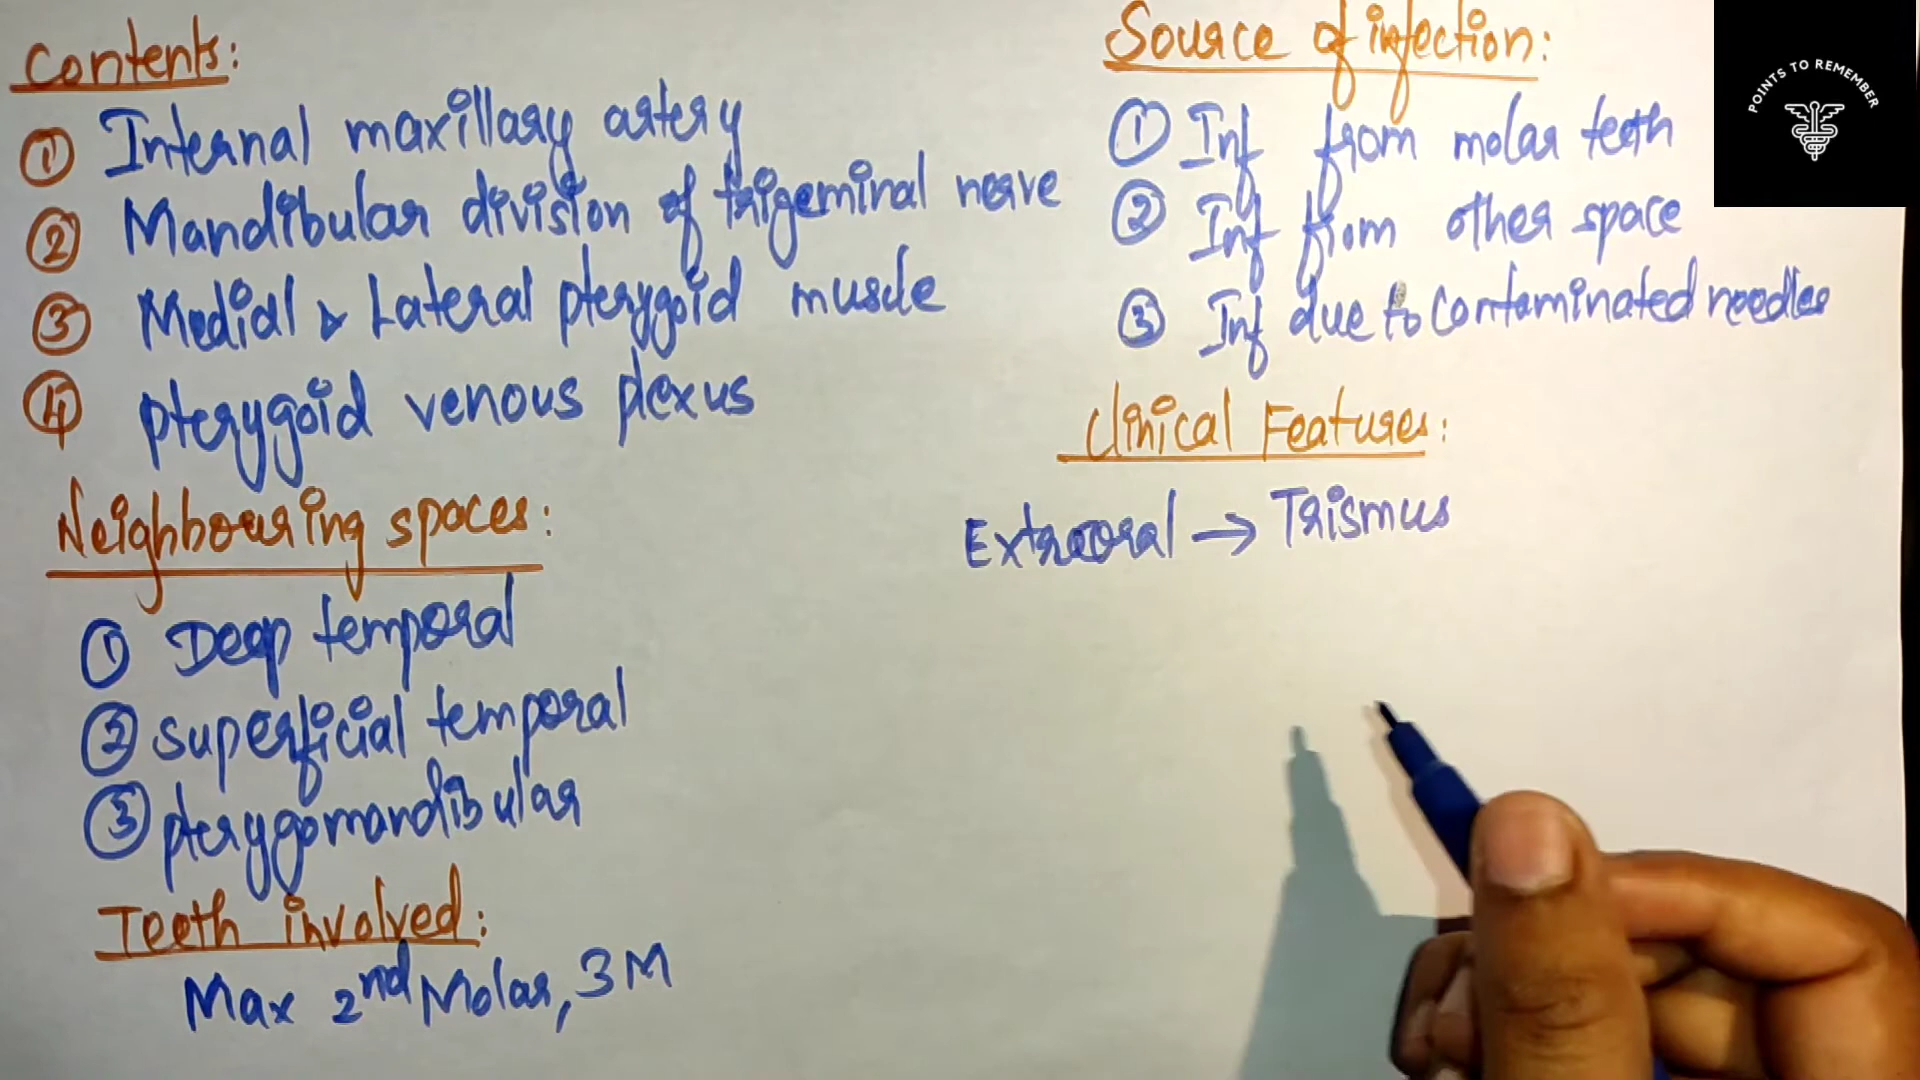 Contents:
① Internal maxillary artery
② Mandibular division of trigeminal nerve
③ Medial & Lateral pterygoid muscle
④ pterygoid venous plexus
Neighbouring spaces:
① Deep temporal
② superficial temporal
③ pterygomandibular
Teeth involved:
Max 2nd Molar, 3M
Source of infection:
① Inf from molar teeth
② Inf from other space
③ Inf due to contaminated needles
Clinical Features:
Extraoral → Trismus
POINTS TO REMEMBER